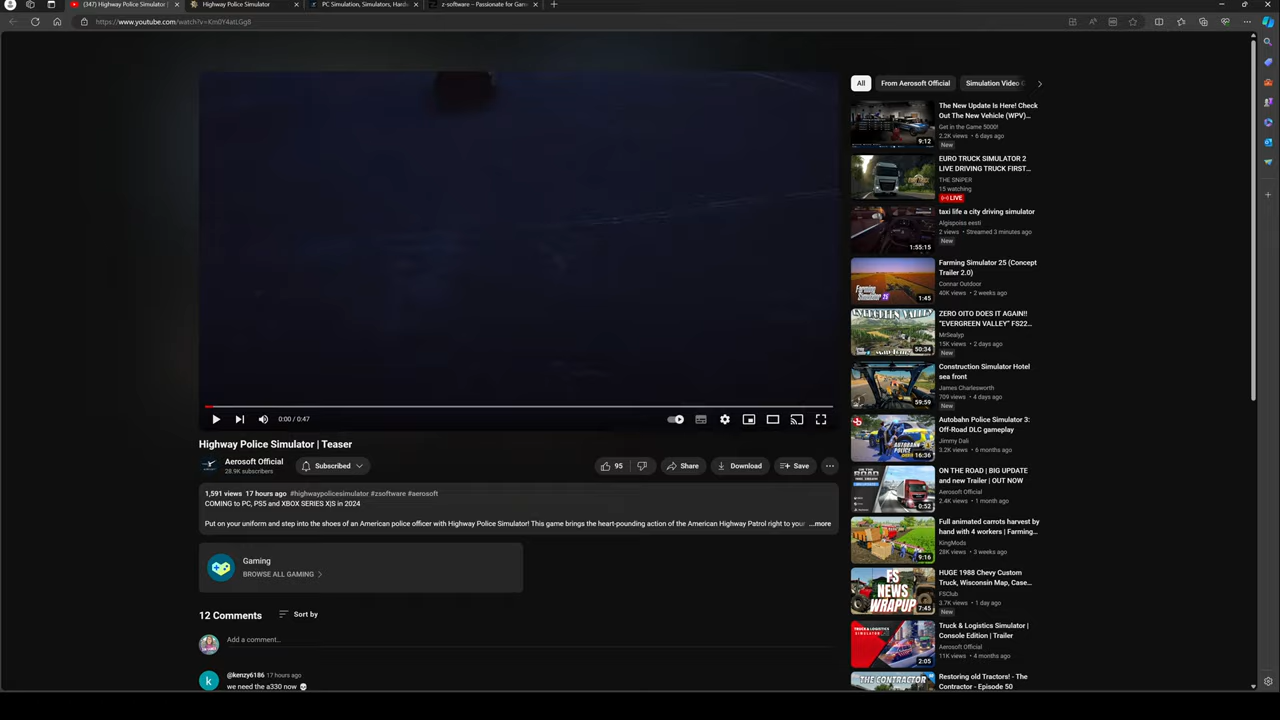 (347) Highway Police Simulator |
Highway Police Simulator
PC Simulation, Simulators, Hard
z-software – Passionate for Gam
https://www.youtube.com/watch?v=Km0Y4atLGg8
All
From Aerosoft Official
Simulation Video G
The New Update Is Here! Check
Out The New Vehicle (WPV)...
Get in the Game 5000!
2.2K views • 6 days ago
New
9:12
EURO TRUCK SIMULATOR 2
LIVE DRIVING TRUCK FIRST...
THE SNiPER
15 watching
LIVE
taxi life a city driving simulator
Algispoiss eesti
2 views • Streamed 3 minutes ago
New
1:55:15
Farming Simulator 25 (Concept
Trailer 2.0)
Connar Outdoor
40K views • 2 weeks ago
1:45
ZERO OITO DOES IT AGAIN!!
"EVERGREEN VALLEY" FS22...
MrSealyp
15K views • 2 days ago
New
EVERGREEN VALLEY
50:34
Construction Simulator Hotel
sea front
James Charlesworth
709 views • 4 days ago
New
59:59
0:00 / 0:47
Autobahn Police Simulator 3:
Off-Road DLC gameplay
Jimmy Dali
3.2K views • 6 months ago
16:36
Highway Police Simulator | Teaser
Aerosoft Official
28.9K subscribers
Subscribed
95
Share
Download
Save
ON THE ROAD | BIG UPDATE
and new Trailer | OUT NOW
Aerosoft Official
2.4K views • 1 month ago
0:52
1,591 views 17 hours ago #highwaypolicesimulator #zsoftware #aerosoft
COMING to PC, PS5 and XBOX SERIES X|S in 2024
Put on your uniform and step into the shoes of an American police officer with Highway Police Simulator! This game brings the heart-pounding action of the American Highway Patrol right to your ...more
Full animated carrots harvest by
hand with 4 workers | Farming...
KingMods
28K views • 3 weeks ago
9:16
Gaming
BROWSE ALL GAMING
HUGE 1988 Chevy Custom
Truck, Wisconsin Map, Case...
FSClub
3.7K views • 1 day ago
New
FS
NEWS
WRAPUP
7:45
12 Comments
Sort by
Add a comment...
Truck & Logistics Simulator |
Console Edition | Trailer
Aerosoft Official
11K views • 4 months ago
2:05
@kenzy6186 17 hours ago
we need the a330 now
Restoring old Tractors! - The
Contractor - Episode 50
THE CONTRACTOR